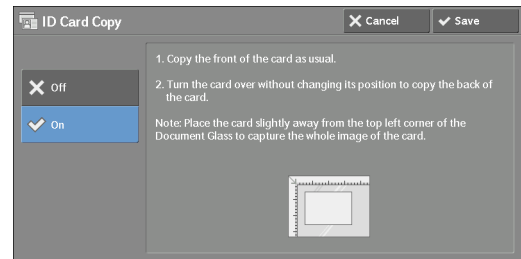 ID Card Copy
Cancel
Save
Off
On
1. Copy the front of the card as usual.
2. Turn the card over without changing its position to copy the back of
the card.
Note: Place the card slightly away from the top left corner of the
Document Glass to capture the whole image of the card.